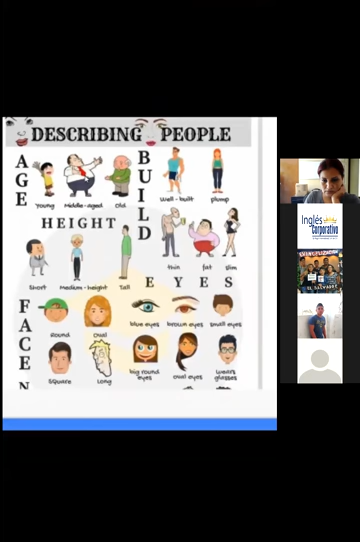 DESCRIBING PEOPLE
AGE
Young Middle-aged Old
BUILD
Well-built plump
thin fat slim
HEIGHT
Short Medium-height Tall
EYES
blue eyes brown eyes small eyes
big round eyes oval eyes wears glasses
FACE
Round Oval
Square Long
N
Inglés
Corporativo
EL SALVADOR